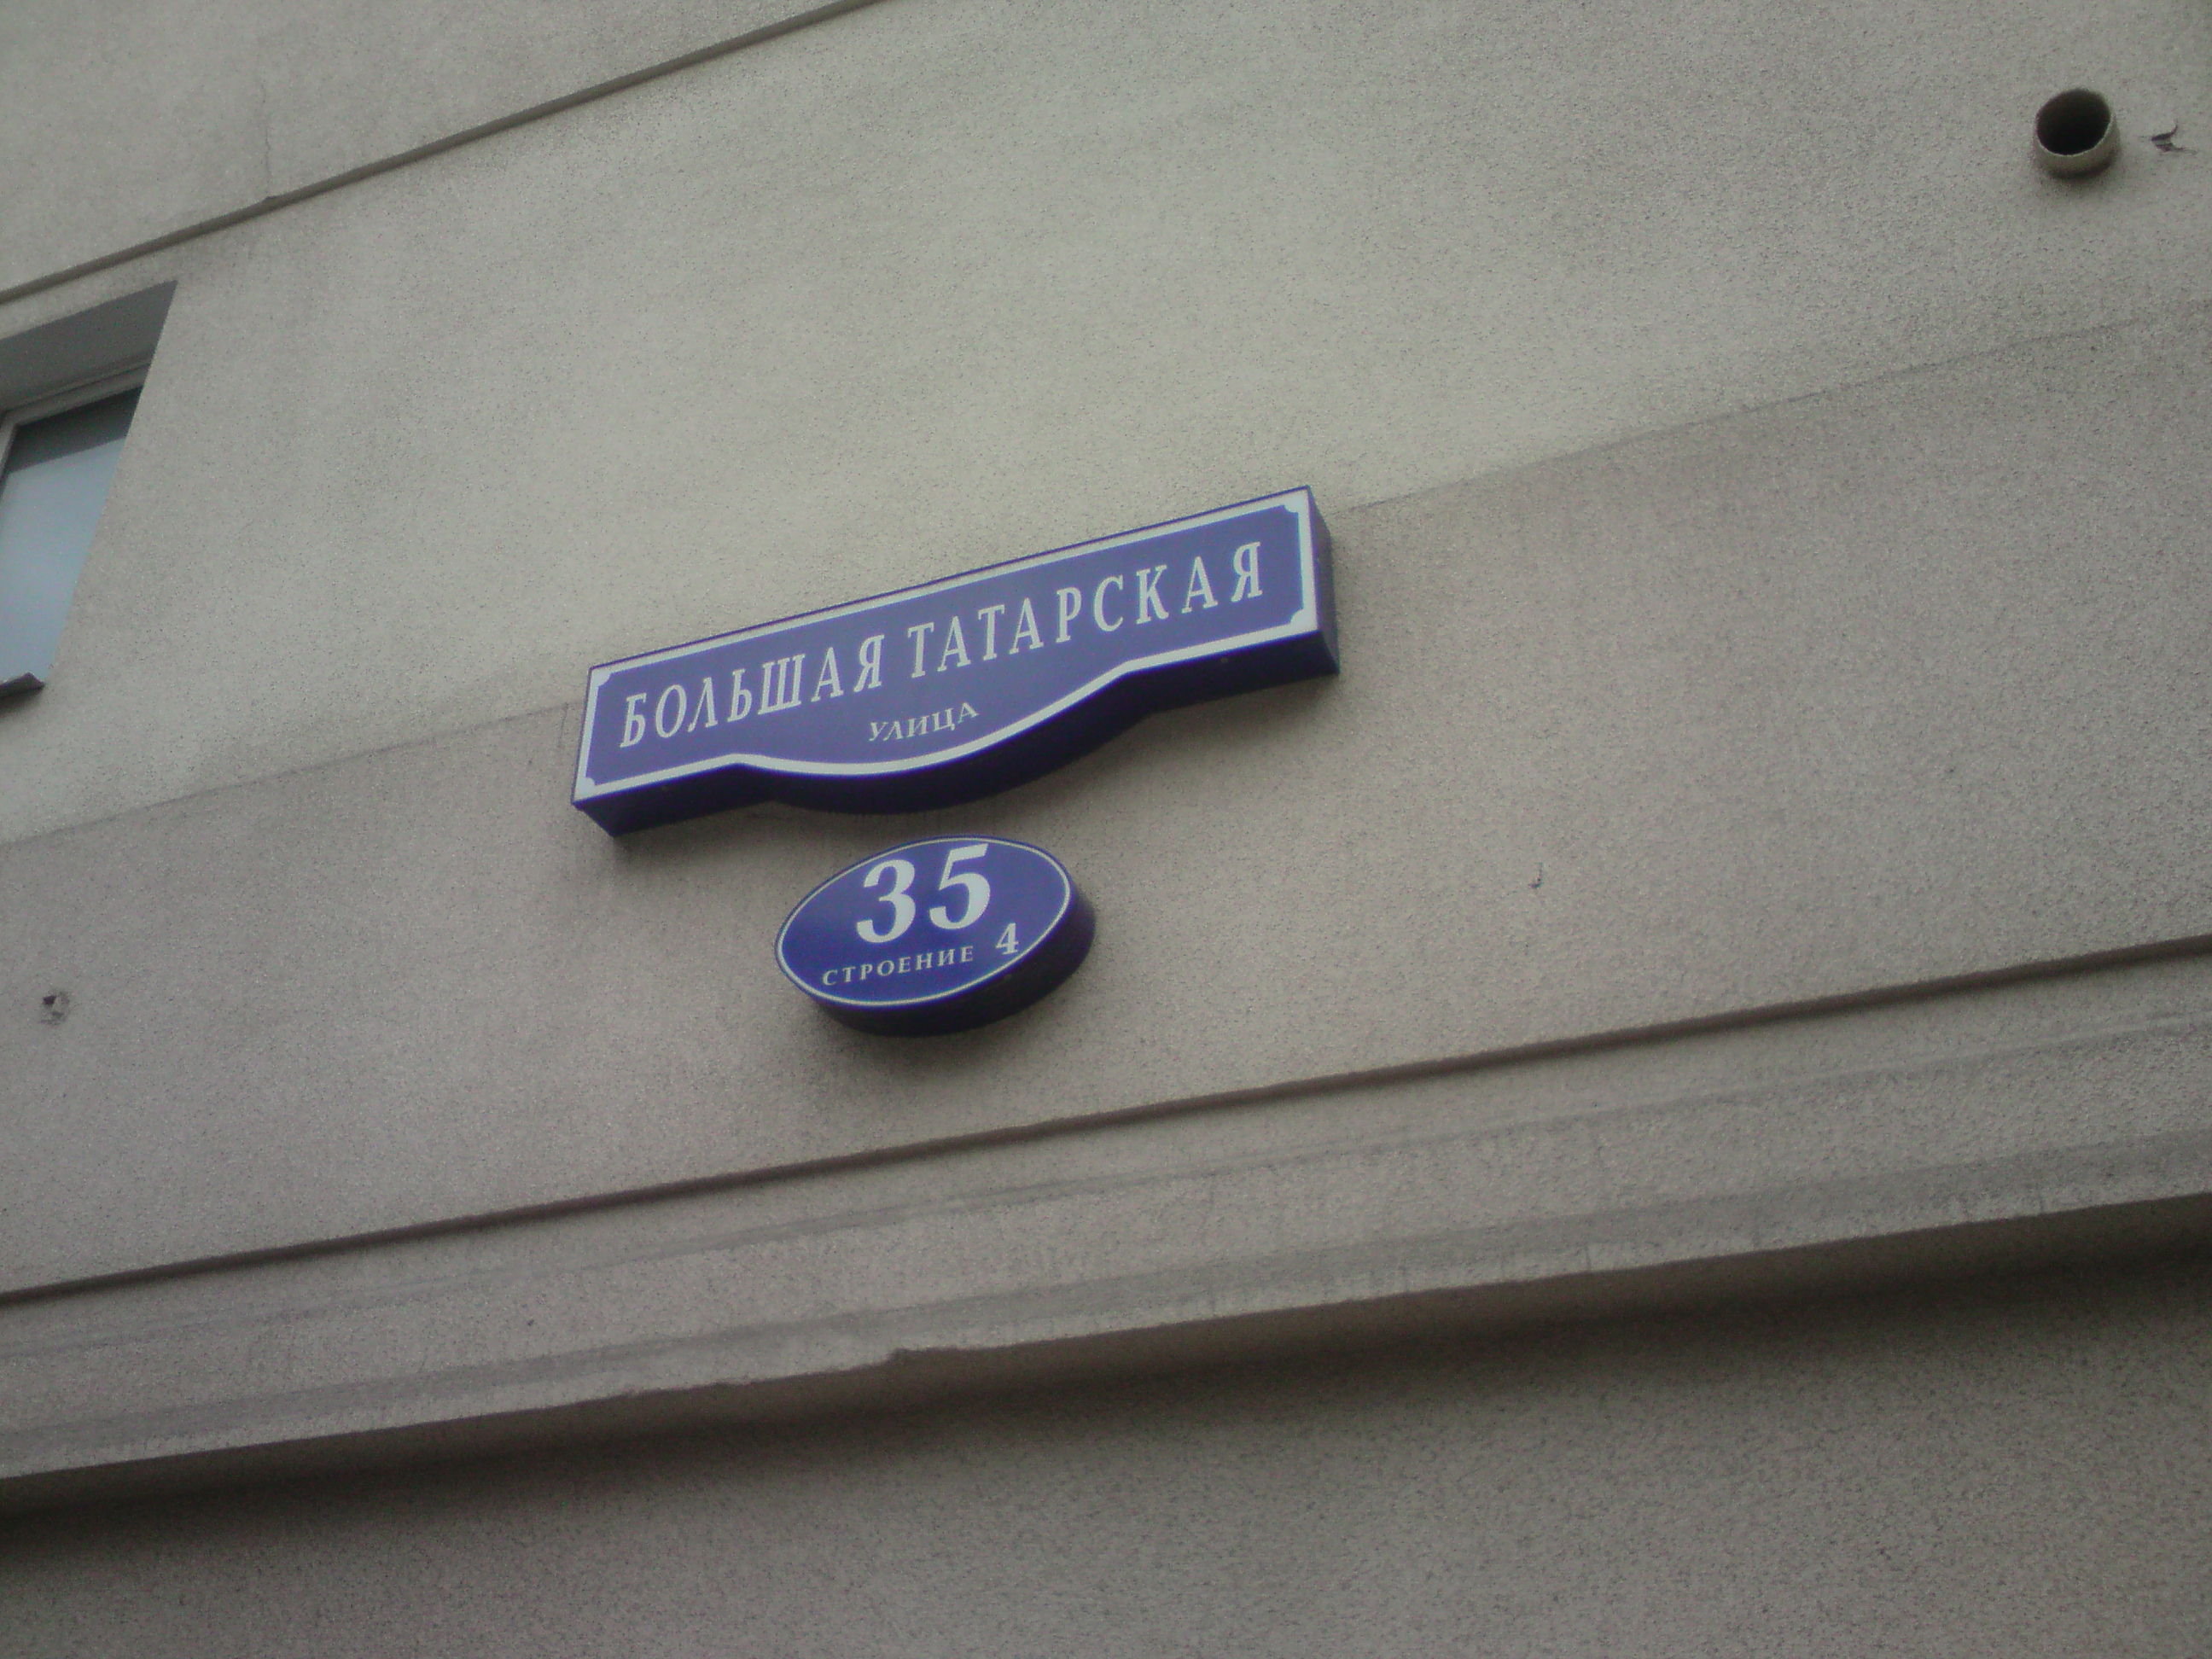 БОЛЬШАЯ ТАТАРСКАЯ
УЛИЦА
35
СТРОЕНИЕ 4